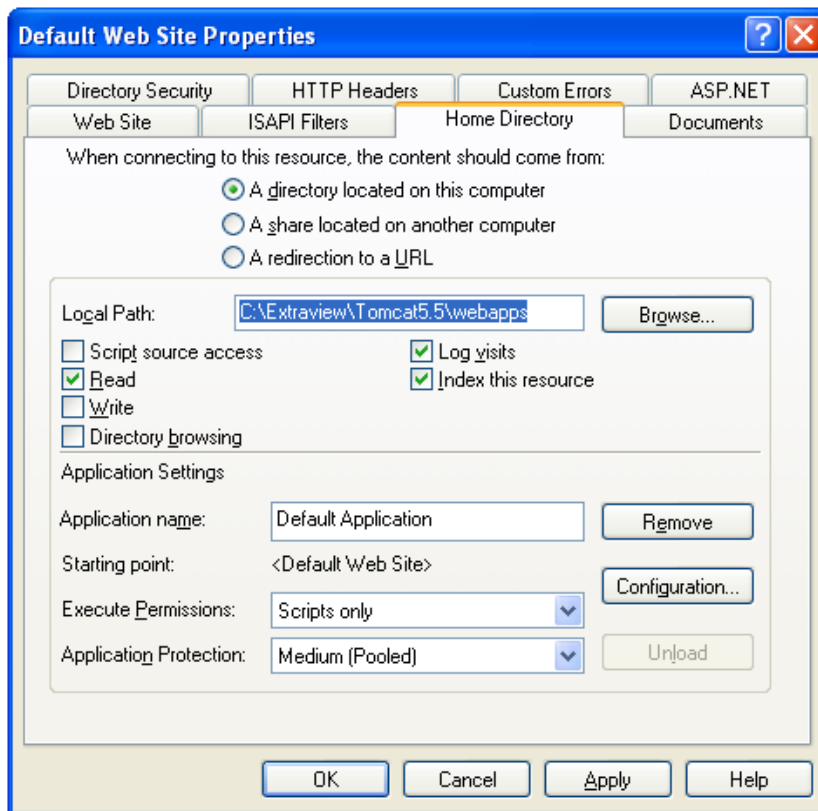 Default Web Site Properties
Directory Security HTTP Headers Custom Errors ASP.NET
Web Site ISAPI Filters Home Directory Documents
When connecting to this resource, the content should come from:
A directory located on this computer
A share located on another computer
A redirection to a URL
Local Path: C:\Extraview\Tomcat5.5\webapps Browse...
Script source access Log visits
Read Index this resource
Write
Directory browsing
Application Settings
Application name: Default Application Remove
Starting point: <Default Web Site>
Configuration...
Execute Permissions: Scripts only
Application Protection: Medium (Pooled) Unload
OK Cancel Apply Help